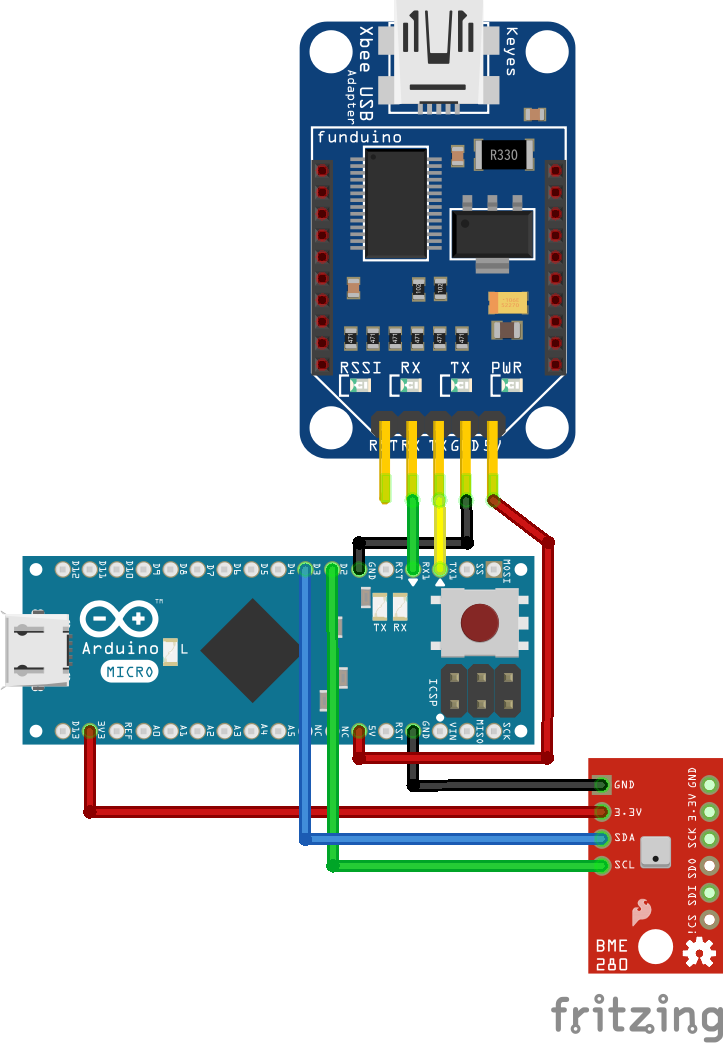 Keyes
Xbee USB
Adapter
funduino
R330
RSSI
RX
TX
PWR
RST
RX
TX
GND
5V
D12
D11
D10
D9
D8
D7
D6
D5
D4
D3
D2
GND
RST
RX1
TX1
SS
MOSI
TM
Arduino
MICRO
L
TX
RX
ICSP
D13
3V3
REF
A0
A1
A2
A3
A4
A5
NC
NC
5V
RST
GND
VIN
MISO
SCK
GND
3.3V
SDA
SCL
GND
3.3V
SCK
SDO
SDI
!CS
BME
280
fritzing